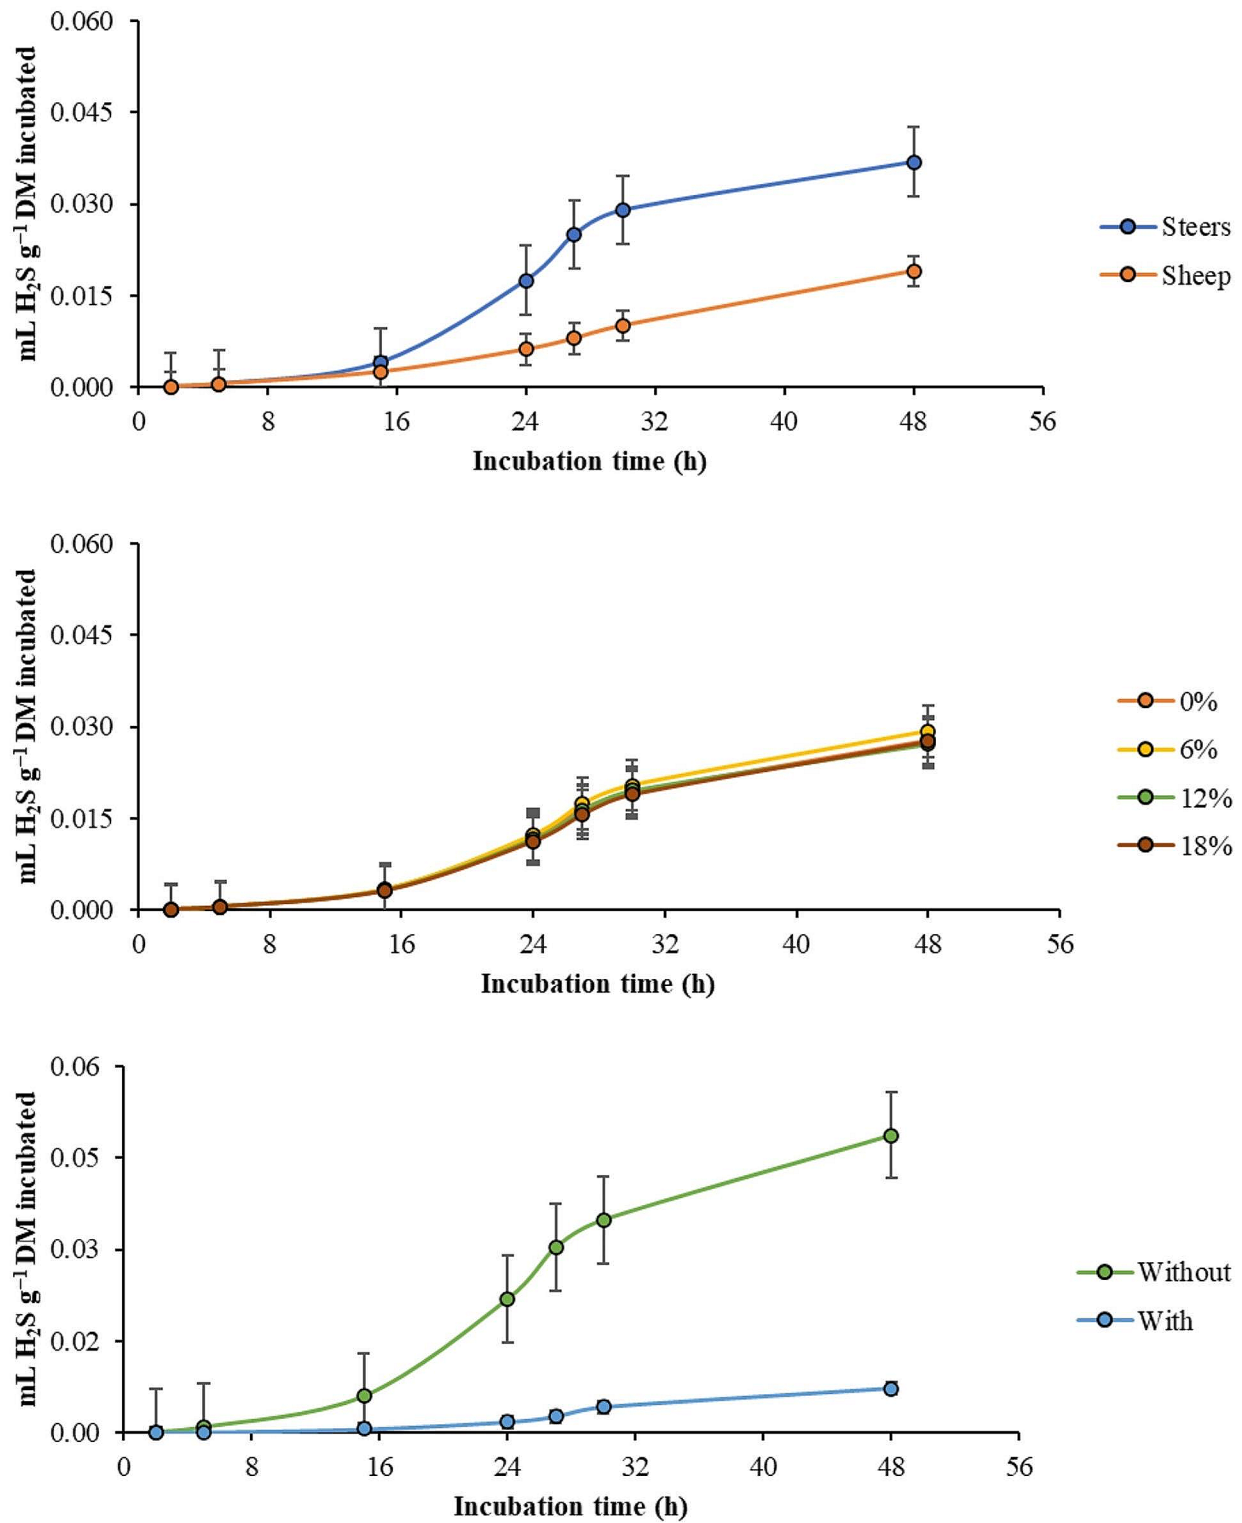 0.060
0.045
0.030
0.015
0.000
mL H₂S g⁻¹ DM incubated
0 8 16 24 32 40 48 56
Incubation time (h)
Steers
Sheep
0.060
0.045
0.030
0.015
0.000
mL H₂S g⁻¹ DM incubated
0 8 16 24 32 40 48 56
Incubation time (h)
0%
6%
12%
18%
0.06
0.05
0.03
0.02
0.00
mL H₂S g⁻¹ DM incubated
0 8 16 24 32 40 48 56
Incubation time (h)
Without
With